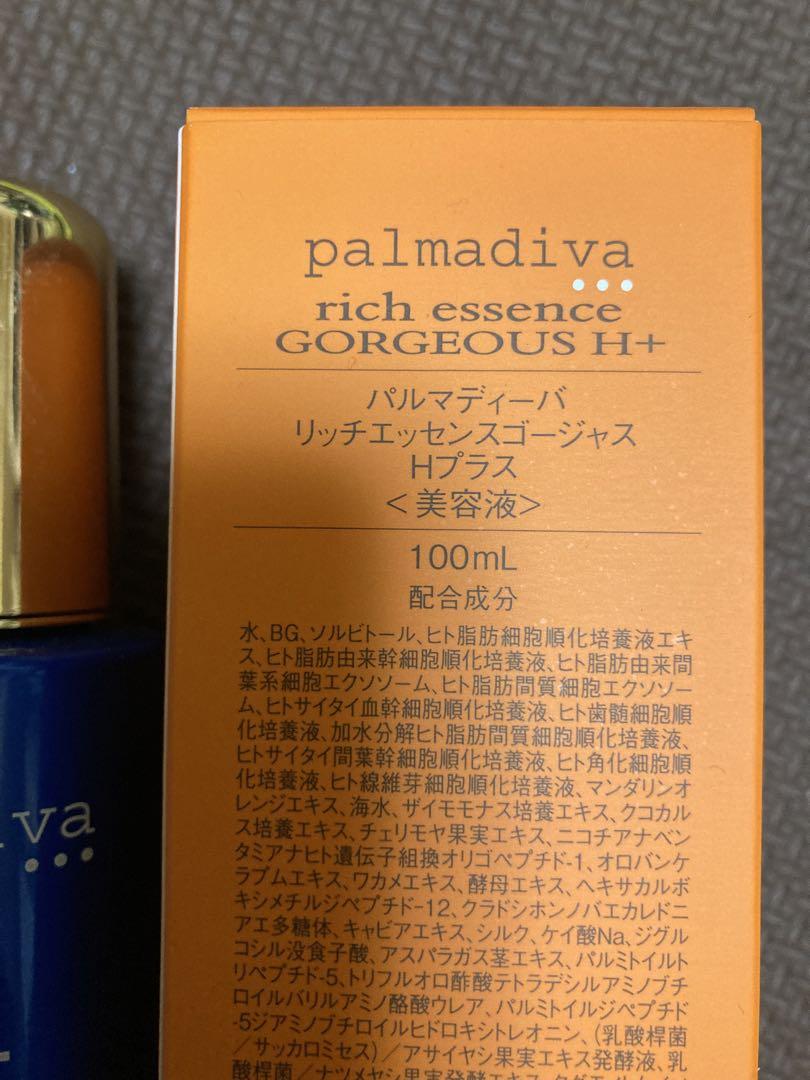 palmadiva
rich essence
GORGEOUS H+
パルマディーバ
リッチエッセンスゴージャス
Hプラス
<美容液>
100mL
配合成分
水、BG、ソルビトール、ヒト脂肪細胞順化培養液エキ
ス、ヒト脂肪由来幹細胞順化培養液、ヒト脂肪由来間
葉系細胞エクソソーム、ヒト脂肪間質細胞エクソソー
ム、ヒトサイタイ血幹細胞順化培養液、ヒト歯髄細胞順
化培養液、加水分解ヒト脂肪間質細胞順化培養液、
ヒトサイタイ間葉幹細胞順化培養液、ヒト角化細胞順
化培養液、ヒト線維芽細胞順化培養液、マンダリンオ
レンジエキス、海水、ザイモモナス培養エキス、クコカル
ス培養エキス、チェリモヤ果実エキス、ニコチアナベン
タミアナヒト遺伝子組換オリゴペプチド-1、オロバンケ
ラプムエキス、ワカメエキス、酵母エキス、ヘキサカルボ
キシメチルジペプチド-12、クラドシホンノバエカレドニ
アエ多糖体、キャビアエキス、シルク、ケイ酸Na、ジグル
コシル没食子酸、アスパラガス茎エキス、パルミトイルト
リペプチド-5、トリフルオロ酢酸テトラデシルアミノブチ
ロイルバリルアミノ酪酸ウレア、パルミトイルジペプチド
-5ジアミノブチロイルヒドロキシトレオニン、(乳酸桿菌
/サッカロミセス)/アサイヤシ果実エキス発酵液、乳
酸桿菌/ナツメヤシ果実発酵エキス、
va